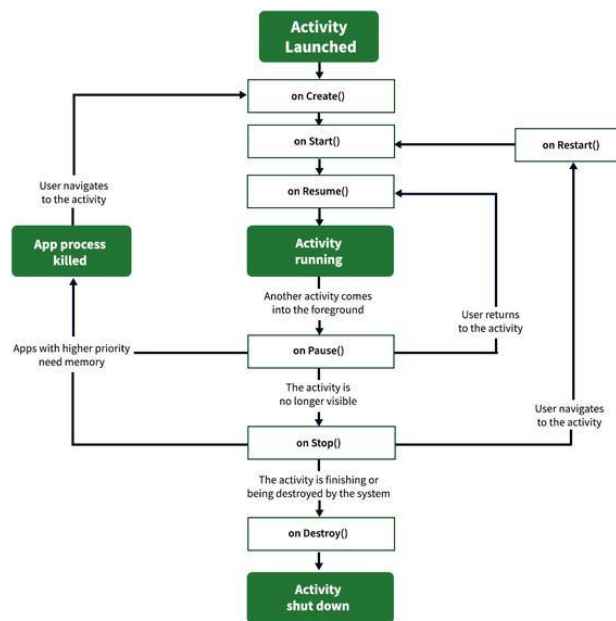 Activity
Launched
on Create()
on Start()
on Restart()
on Resume()
User navigates
to the activity
App process
killed
Activity
running
Another activity comes
into the foreground
User returns
to the activity
Apps with higher priority
need memory
on Pause()
The activity is
no longer visible
User navigates
to the activity
on Stop()
The activity is finishing or
being destroyed by the system
on Destroy()
Activity
shut down